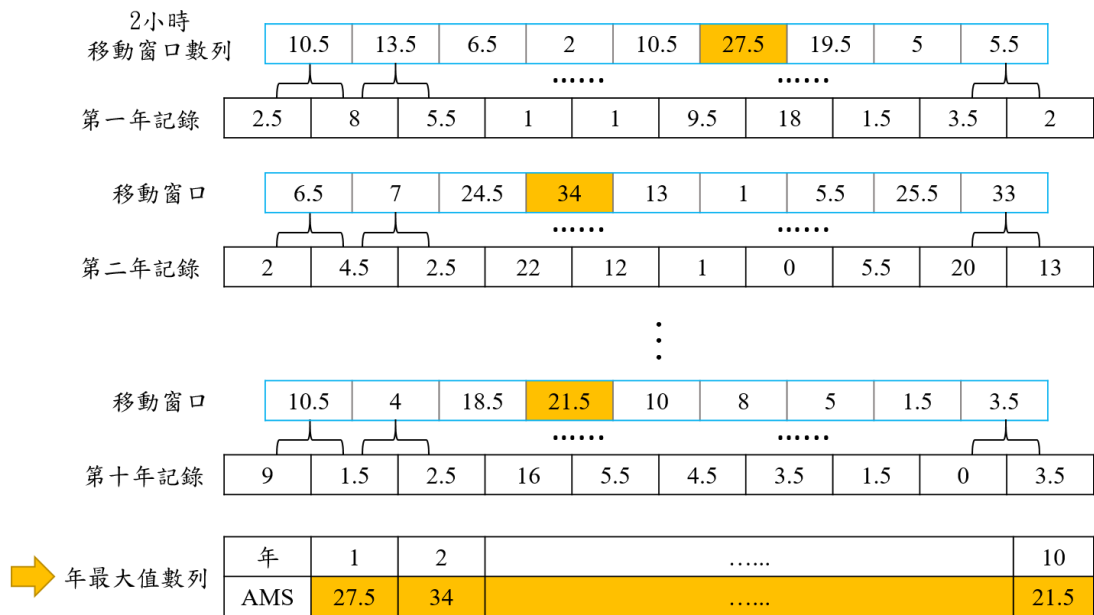 2小時
移動窗口數列 10.5 13.5 6.5 2 10.5 27.5 19.5 5 5.5
…… ……
第一年記錄 2.5 8 5.5 1 1 9.5 18 1.5 3.5 2
移動窗口 6.5 7 24.5 34 13 1 5.5 25.5 33
…… ……
第二年記錄 2 4.5 2.5 22 12 1 0 5.5 20 13
⋮
移動窗口 10.5 4 18.5 21.5 10 8 5 1.5 3.5
…… ……
第十年記錄 9 1.5 2.5 16 5.5 4.5 3.5 1.5 0 3.5
年最大值數列
年 1 2 …... 10
AMS 27.5 34 …... 21.5